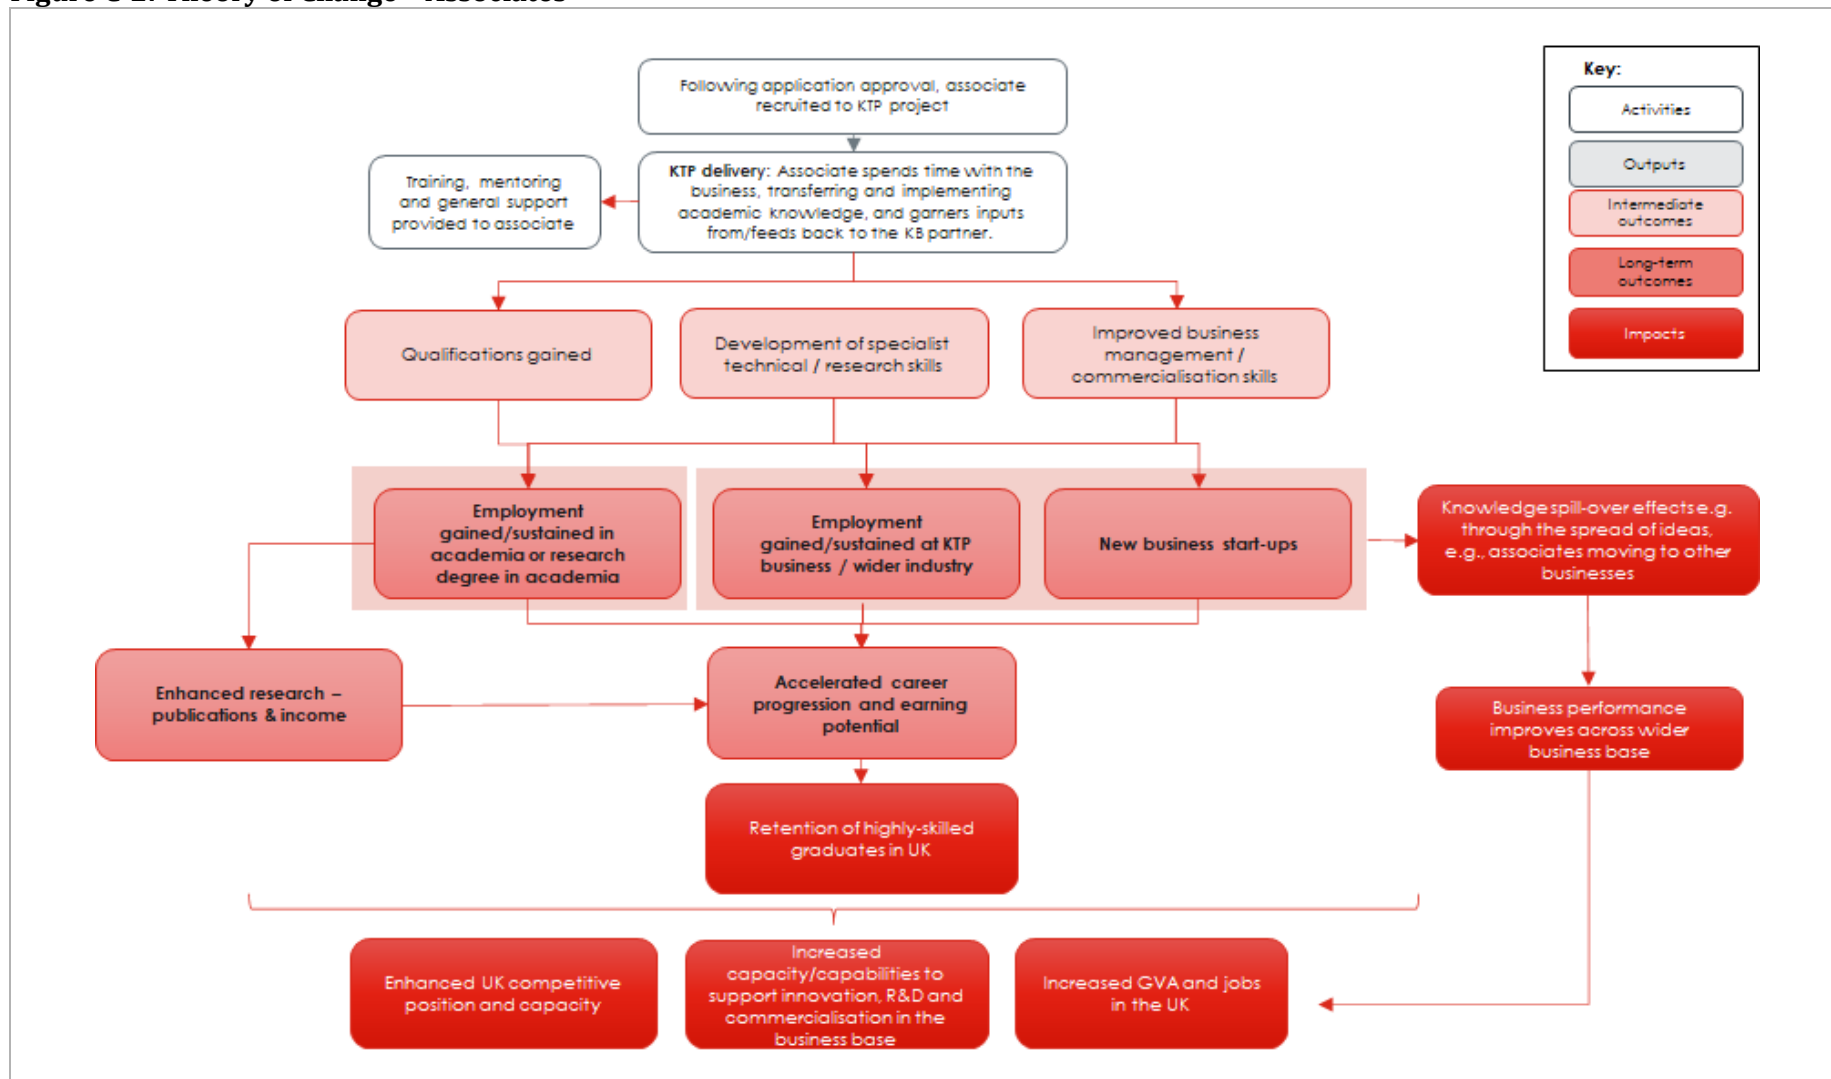 Following application approval, associate
recruited to KTP project
Key:
Activities
Outputs
Intermediate
outcomes
Long-term
outcomes
Impacts
Training, mentoring
and general support
provided to associate
KTP delivery: Associate spends time with the
business, transferring and implementing
academic knowledge, and garners inputs
from/feeds back to the KB partner.
Qualifications gained
Development of specialist
technical / research skills
Improved business
management /
commercialisation skills
Employment
gained/sustained in
academia or research
degree in academia
Employment
gained/sustained at KTP
business / wider industry
New business start-ups
Knowledge spill-over effects e.g.
through the spread of ideas,
e.g., associates moving to other
businesses
Enhanced research –
publications & income
Accelerated career
progression and earning
potential
Business performance
improves across wider
business base
Retention of highly-skilled
graduates in UK
Enhanced UK competitive
position and capacity
Increased
capacity/capabilities to
support innovation, R&D and
commercialisation in the
business base
Increased GVA and jobs
in the UK